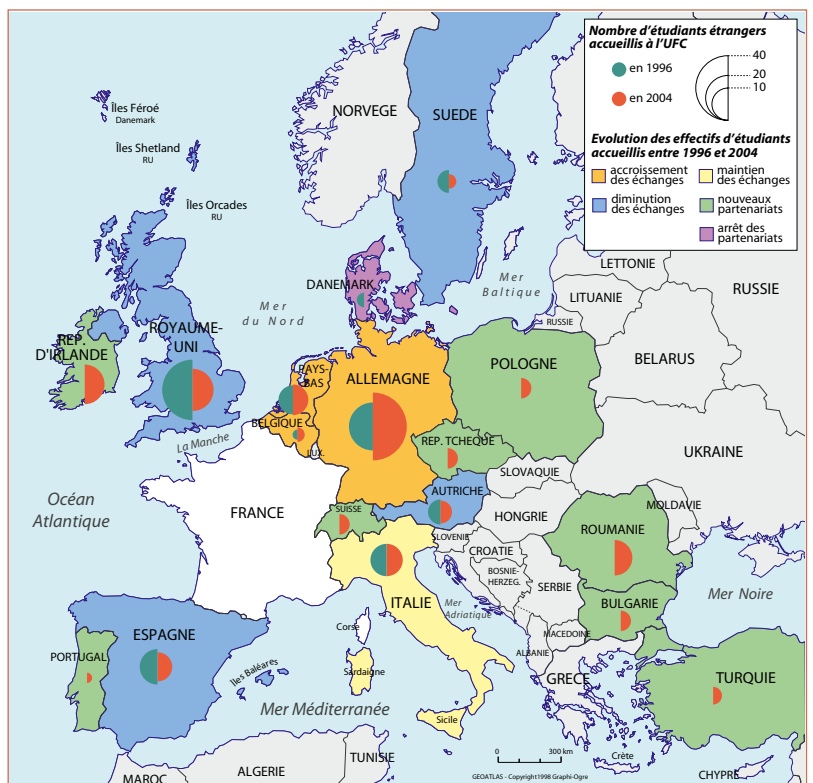 Nombre d'étudiants étrangers
accueillis à l'UFC
en 1996
en 2004
40
20
10
Evolution des effectifs d'étudiants
accueillis entre 1996 et 2004
accroissement
des échanges
maintien
des échanges
diminution
des échanges
nouveaux
partenariats
arrêt des
partenariats
Îles Féroé
Danemark
NORVEGE
SUEDE
Îles Shetland
RU
Îles Orcades
RU
LETTONIE
DANEMARK
Mer
Baltique
LITUANIE
RUSSIE
Mer
du Nord
RUSSIE
REP.
D'IRLANDE
ROYAUME-
UNI
PAYS-
BAS
ALLEMAGNE
POLOGNE
BELARUS
BELGIQUE
La Manche
LUX.
REP. TCHEQUE
UKRAINE
SLOVAQUIE
Océan
Atlantique
FRANCE
AUTRICHE
SUISSE
HONGRIE
MOLDAVIE
ROUMANIE
SLOVENIE
CROATIE
BOSNIE-
HERZEG.
SERBIE
Mer Noire
ITALIE
Mer
Adriatique
BULGARIE
Corse
MACEDOINE
ALBANIE
ESPAGNE
PORTUGAL
Îles Baléares
Sardaigne
GRECE
TURQUIE
Mer Méditerranée
Sicile
0
300 km
Crète
CHYPRE
GEOATLAS - Copyright1998 Graphi-Ogre
MAROC
ALGERIE
TUNISIE